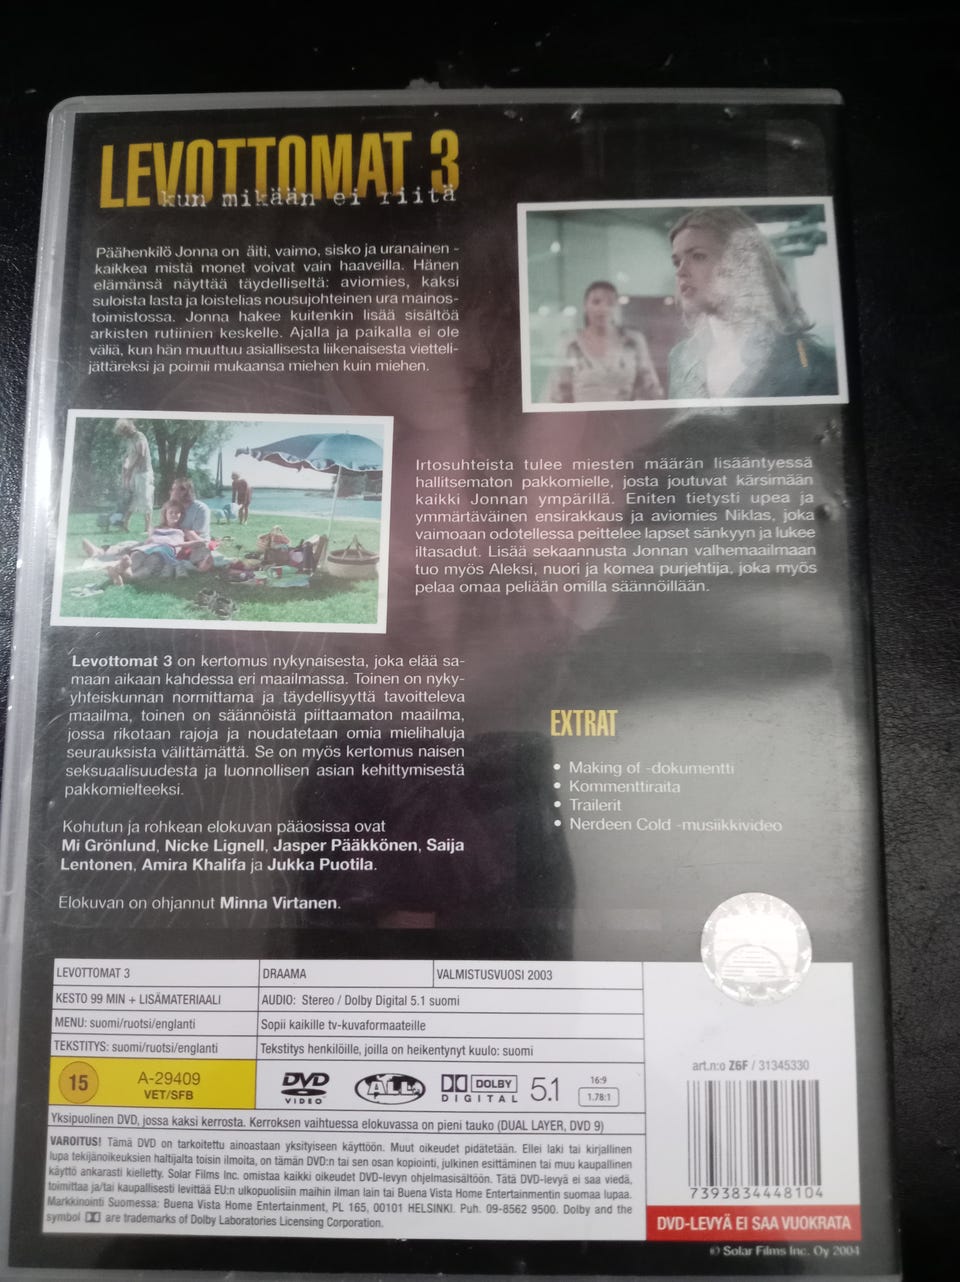 LEVOTTOMAT 3
kun mikään ei riitä
Päähenkilö Jonna on äiti, vaimo, sisko ja uranainen -
kaikkea mistä monet voivat vain haaveilla. Hänen
elämänsä näyttää täydelliseltä: aviomies, kaksi
suloista lasta ja loistelias nousujohteinen ura mainos-
toimistossa. Jonna hakee kuitenkin lisää sisältöä
arkisten rutiinien keskelle. Ajalla ja paikalla ei ole
väliä, kun hän muuttuu asiallisesta liikenaisesta viettelі-
jättäreksi ja poimii mukaansa miehen kuin miehen.
Irtosuhteista tulee miesten määrän lisääntyessä
hallitsematon pakkomielle, josta joutuvat kärsimään
kaikki Jonnan ympärillä. Eniten tietysti upea ja
ymmärtäväinen ensirakkaus ja aviomies Niklas, joka
vaimoaan odotellessa peittelee lapset sänkyyn ja lukee
iltasadut. Lisää sekaannusta Jonnan valhemaailmaan
tuo myös Aleksi, nuori ja komea purjehtija, joka myös
pelaa omaa peliään omilla säännöillään.
Levottomat 3 on kertomus nykynaisesta, joka elää sa-
maan aikaan kahdessa eri maailmassa. Toinen on nyky-
yhteiskunnan normittama ja täydellisyyttä tavoitteleva
maailma, toinen on säännöistä piittaamaton maailma,
jossa rikotaan rajoja ja noudatetaan omia mielihaluja
seurauksista välittämättä. Se on myös kertomus naisen
seksuaalisuudesta ja luonnollisen asian kehittymisestä
pakkomielteeksi.
Kohutun ja rohkean elokuvan pääosissa ovat
Mi Grönlund, Nicke Lignell, Jasper Pääkkönen, Saija
Lentonen, Amira Khalifa ja Jukka Puotila.
Elokuvan on ohjannut Minna Virtanen.
EXTRAT
• Making of -dokumentti
• Kommenttiraita
• Trailerit
• Nerdeen Cold -musiikkivideo
LEVOTTOMAT 3 DRAAMA VALMISTUSVUOSI 2003
KESTO 99 MIN + LISÄMATERIAALI AUDIO: Stereo / Dolby Digital 5.1 suomi
MENU: suomi/ruotsi/englanti Sopii kaikille tv-kuvaformaateille
TEKSTITYS: suomi/ruotsi/englanti Tekstitys henkilöille, joilla on heikentynyt kuulo: suomi
15 A-29409 VET/SFB DVD VIDEO ALL DOLBY DIGITAL 5.1 16:9 1.78:1
Yksipuolinen DVD, jossa kaksi kerrosta. Kerroksen vaihtuessa elokuvassa on pieni tauko (DUAL LAYER, DVD 9)
VAROITUS! Tämä DVD on tarkoitettu ainoastaan yksityiseen käyttöön. Muut oikeudet pidätetään. Ellei laki tai kirjallinen
lupa tekijänoikeuksien haltijalta toisin ilmoita, on tämän DVD:n tai sen osan kopiointi, julkinen esittäminen tai muu kaupallinen
käyttö ankarasti kielletty. Solar Films Inc. omistaa kaikki oikeudet DVD-levyn ohjelmasisältöön. Tätä DVD-levyä ei saa viedä,
toimittaa ja/tai kaupallisesti levittää EU:n ulkopuolisiin maihin ilman lain tai Buena Vista Home Entertainmentin suomaa lupaa.
Markkinointi Suomessa: Buena Vista Home Entertainment, PL 165, 00101 HELSINKI. Puh. 09-8562 9500. Dolby and the
symbol are trademarks of Dolby Laboratories Licensing Corporation.
art.n:o Z6F / 31345330
7393834448104
DVD-LEVYÄ EI SAA VUOKRATA
© Solar Films Inc. Oy 2004